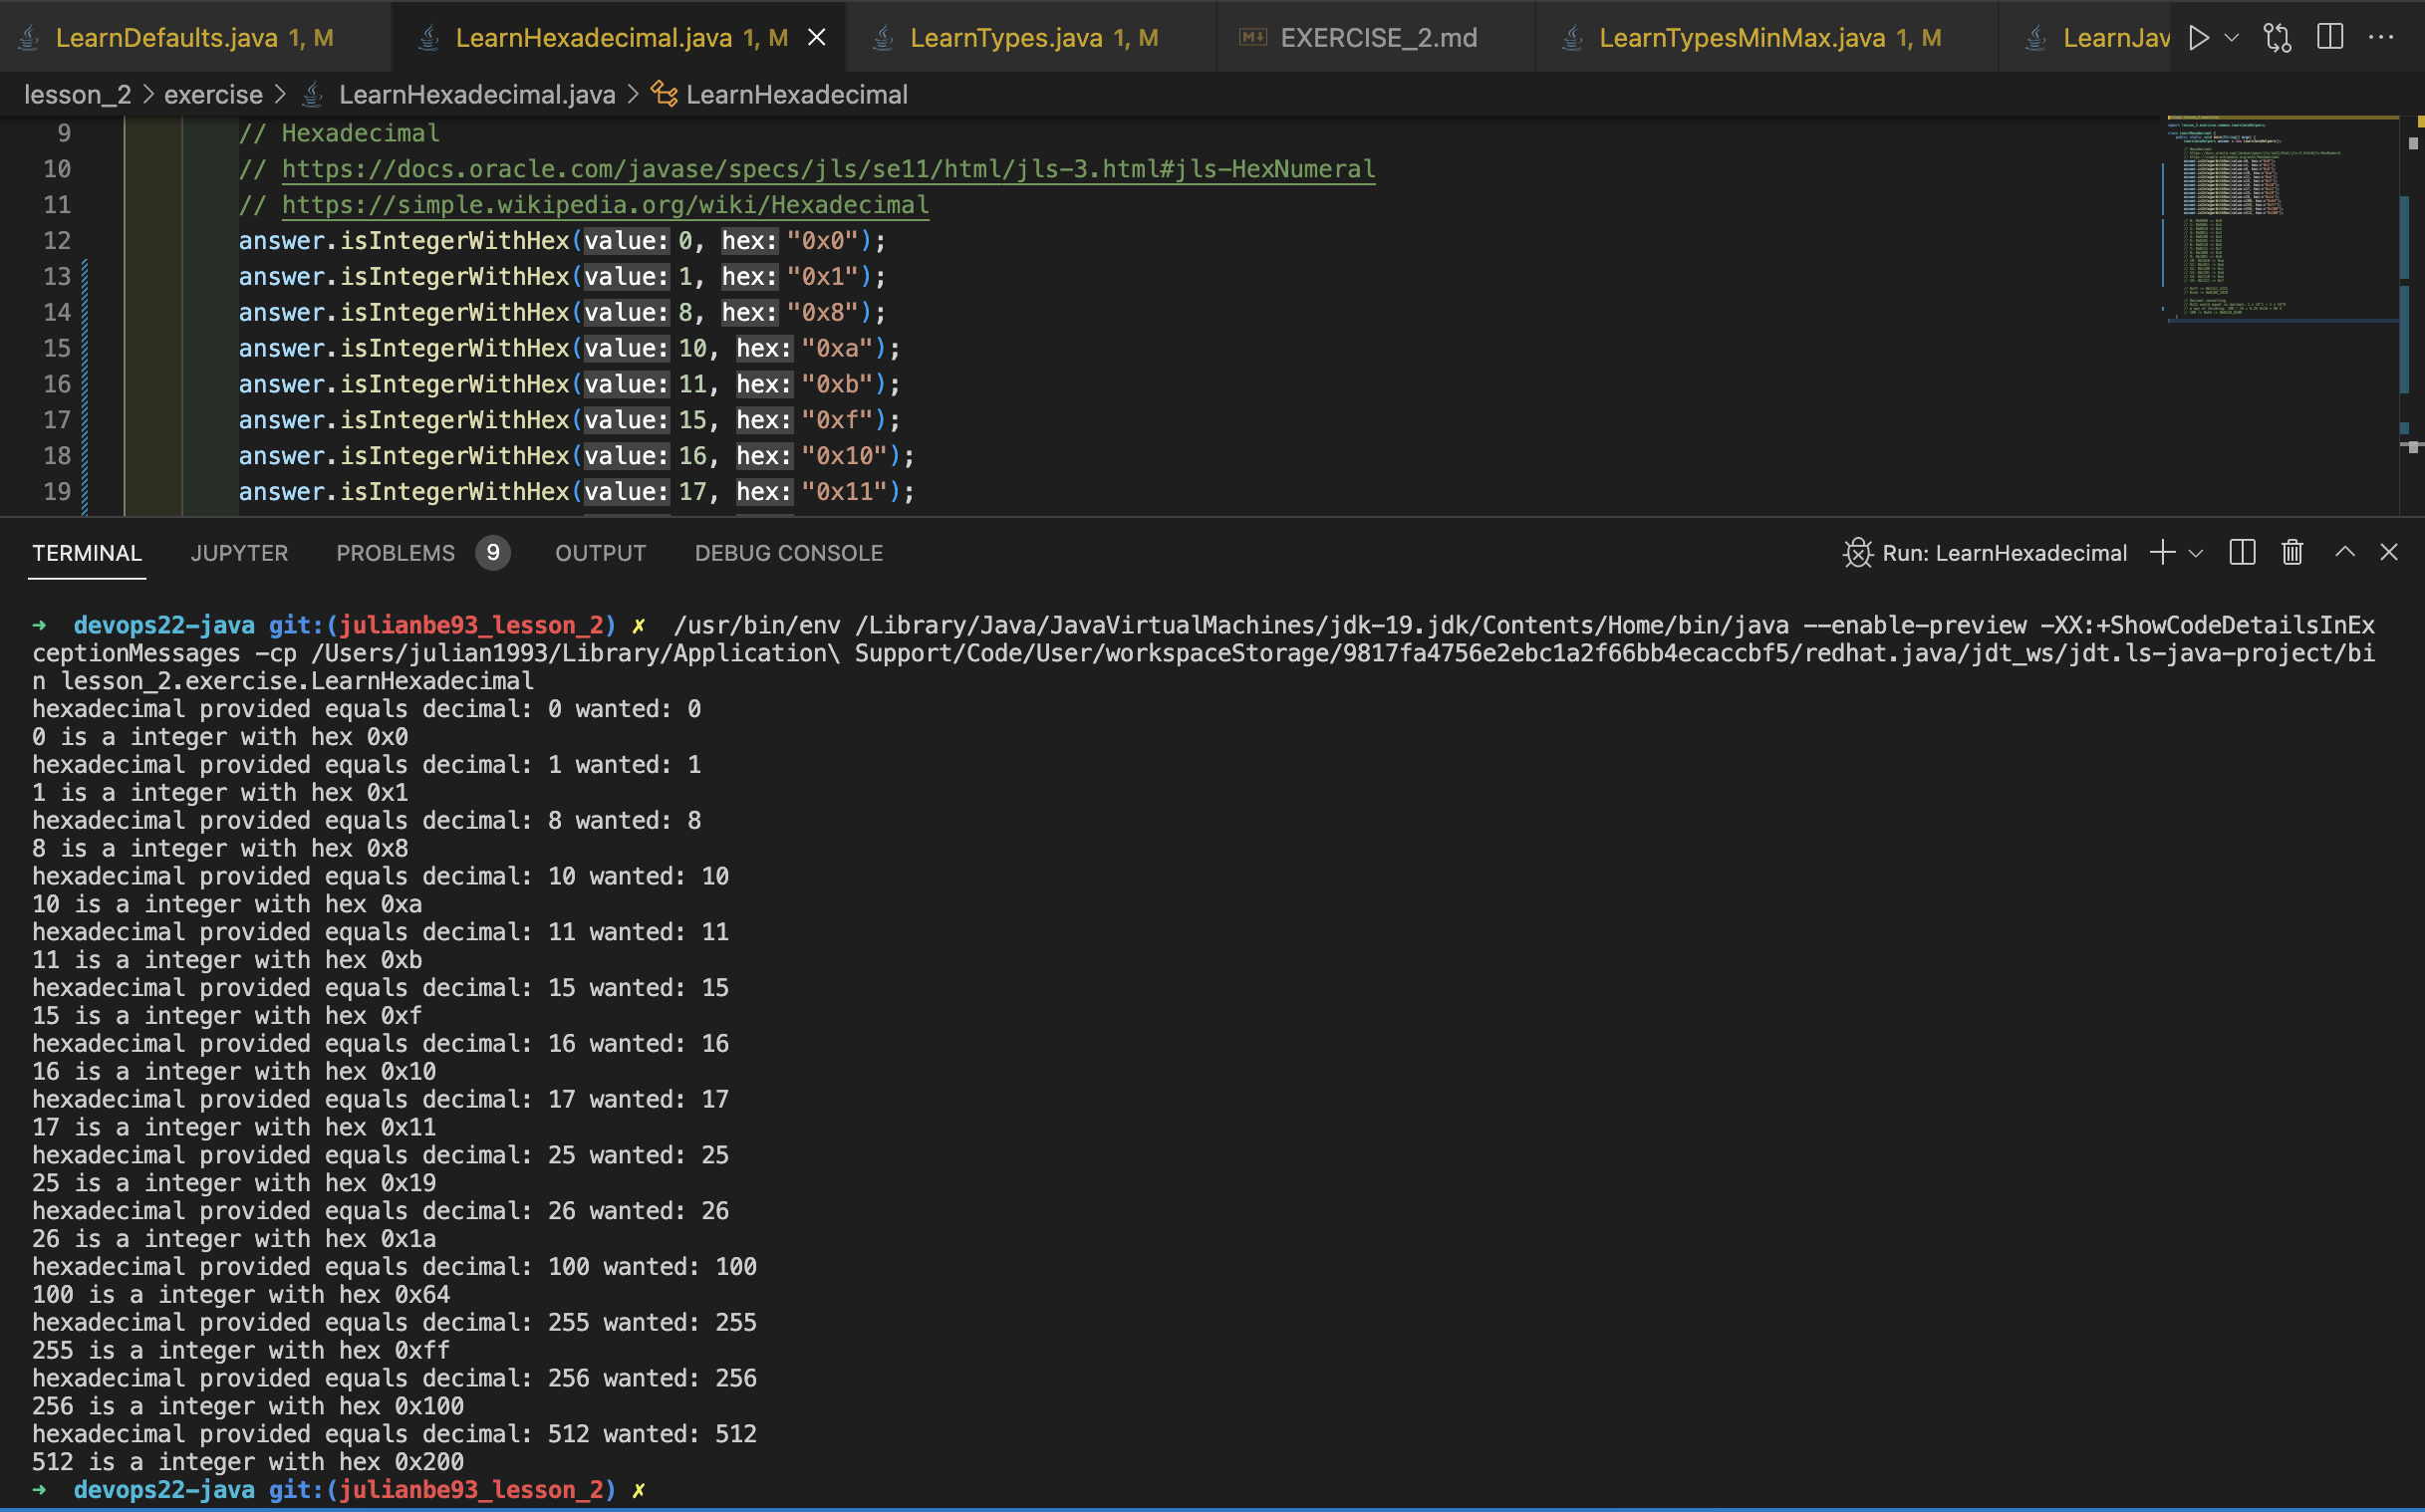 LearnDefaults.java 1, M LearnHexadecimal.java 1, M LearnTypes.java 1, M EXERCISE_2.md LearnTypesMinMax.java 1, M LearnJav
lesson_2 > exercise > LearnHexadecimal.java > LearnHexadecimal
9 // Hexadecimal
10 // https://docs.oracle.com/javase/specs/jls/se11/html/jls-3.html#jls-HexNumeral
11 // https://simple.wikipedia.org/wiki/Hexadecimal
12 answer.isIntegerWithHex(value: 0, hex: "0x0");
13 answer.isIntegerWithHex(value: 1, hex: "0x1");
14 answer.isIntegerWithHex(value: 8, hex: "0x8");
15 answer.isIntegerWithHex(value: 10, hex: "0xa");
16 answer.isIntegerWithHex(value: 11, hex: "0xb");
17 answer.isIntegerWithHex(value: 15, hex: "0xf");
18 answer.isIntegerWithHex(value: 16, hex: "0x10");
19 answer.isIntegerWithHex(value: 17, hex: "0x11");
TERMINAL JUPYTER PROBLEMS 9 OUTPUT DEBUG CONSOLE Run: LearnHexadecimal
→ devops22-java git:(julianbe93_lesson_2) ✗ /usr/bin/env /Library/Java/JavaVirtualMachines/jdk-19.jdk/Contents/Home/bin/java --enable-preview -XX:+ShowCodeDetailsInEx
ceptionMessages -cp /Users/julian1993/Library/Application\ Support/Code/User/workspaceStorage/9817fa4756e2ebc1a2f66bb4ecaccbf5/redhat.java/jdt_ws/jdt.ls-java-project/bi
n lesson_2.exercise.LearnHexadecimal
hexadecimal provided equals decimal: 0 wanted: 0
0 is a integer with hex 0x0
hexadecimal provided equals decimal: 1 wanted: 1
1 is a integer with hex 0x1
hexadecimal provided equals decimal: 8 wanted: 8
8 is a integer with hex 0x8
hexadecimal provided equals decimal: 10 wanted: 10
10 is a integer with hex 0xa
hexadecimal provided equals decimal: 11 wanted: 11
11 is a integer with hex 0xb
hexadecimal provided equals decimal: 15 wanted: 15
15 is a integer with hex 0xf
hexadecimal provided equals decimal: 16 wanted: 16
16 is a integer with hex 0x10
hexadecimal provided equals decimal: 17 wanted: 17
17 is a integer with hex 0x11
hexadecimal provided equals decimal: 25 wanted: 25
25 is a integer with hex 0x19
hexadecimal provided equals decimal: 26 wanted: 26
26 is a integer with hex 0x1a
hexadecimal provided equals decimal: 100 wanted: 100
100 is a integer with hex 0x64
hexadecimal provided equals decimal: 255 wanted: 255
255 is a integer with hex 0xff
hexadecimal provided equals decimal: 256 wanted: 256
256 is a integer with hex 0x100
hexadecimal provided equals decimal: 512 wanted: 512
512 is a integer with hex 0x200
→ devops22-java git:(julianbe93_lesson_2) ✗